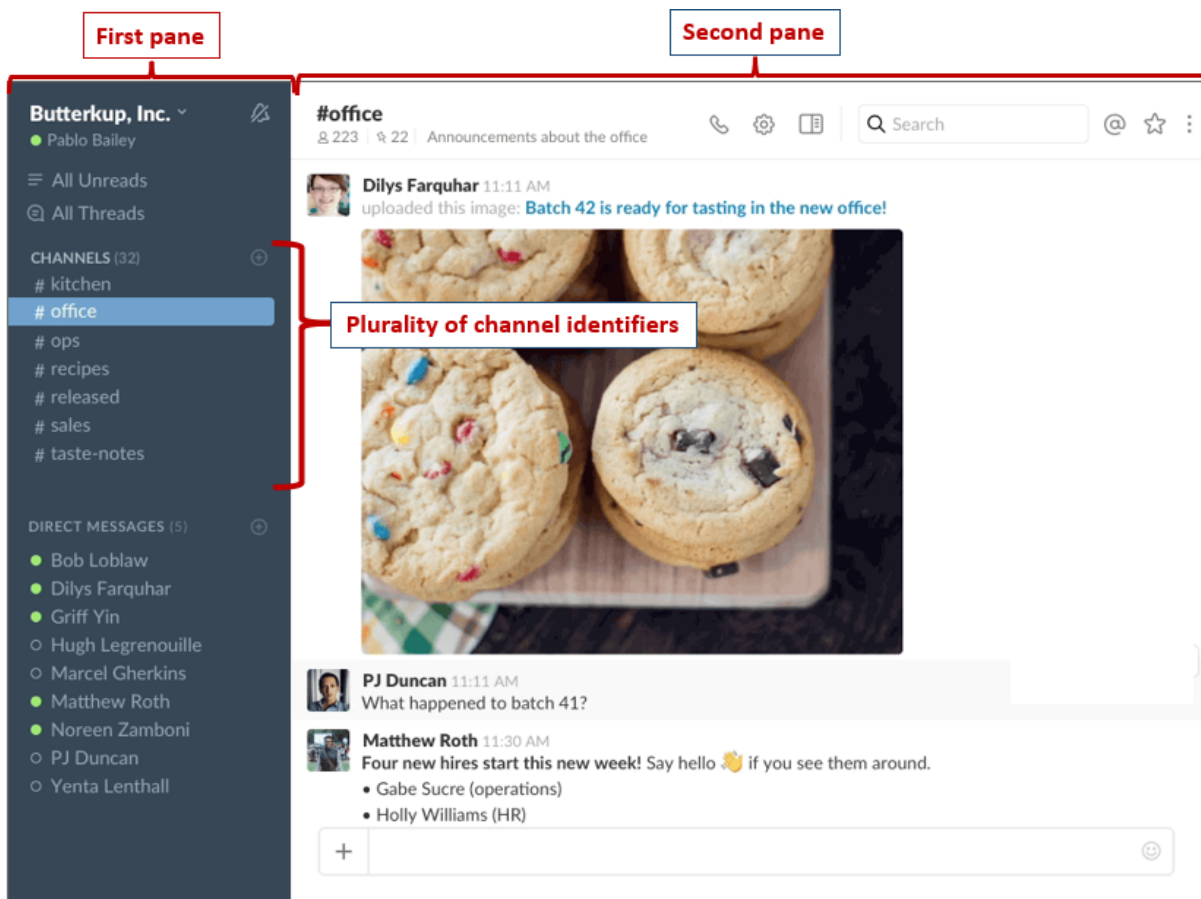 First pane
Second pane
Butterkup, Inc.
Pablo Bailey
All Unreads
All Threads
CHANNELS (32)
# kitchen
# office
# ops
# recipes
# released
# sales
# taste-notes
Plurality of channel identifiers
DIRECT MESSAGES (5)
Bob Loblaw
Dilys Farquhar
Griff Yin
Hugh Legrenouille
Marcel Gherkins
Matthew Roth
Noreen Zamboni
PJ Duncan
Yenta Lenthall
#office
223 | 22 | Announcements about the office
Search
@
Dilys Farquhar 11:11 AM
uploaded this image: Batch 42 is ready for tasting in the new office!
PJ Duncan 11:11 AM
What happened to batch 41?
Matthew Roth 11:30 AM
Four new hires start this new week! Say hello 👋 if you see them around.
• Gabe Sucre (operations)
• Holly Williams (HR)
+